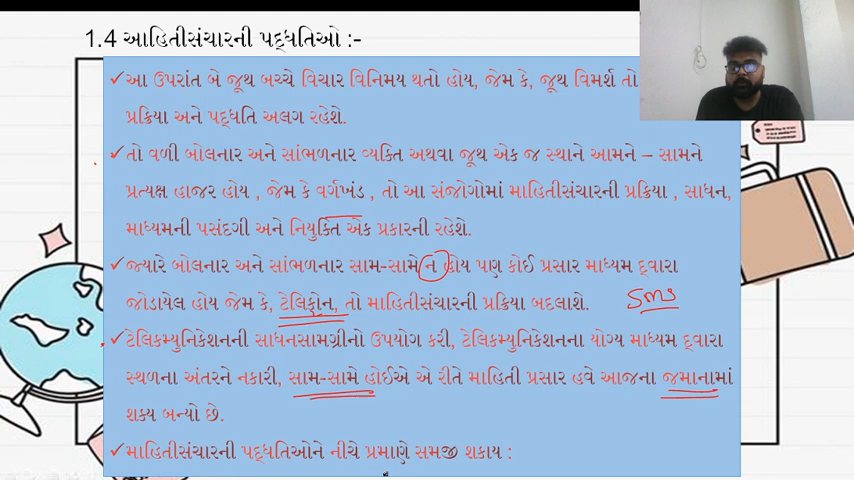 1.4 આહિતીસંચારની પદ્ધતિઓ :-
✓આ ઉપરાંત બે જૂથ બચ્ચે વિચાર વિનિમય થતો હોય, જેમ કે, જૂથ વિમર્શ તો
પ્રક્રિયા અને પદ્ધતિ અલગ રહેશે.
✓તો વળી બોલનાર અને સાંભળનાર વ્યક્તિ અથવા જૂથ એક જ સ્થાને આમને – સામને
પ્રત્યક્ષ હાજર હોય , જેમ કે વર્ગખંડ , તો આ સંજોગોમાં માહિતીસંચારની પ્રક્રિયા , સાધન,
માધ્યમની પસંદગી અને નિયુક્તિ એક પ્રકારની રહેશે.
✓જ્યારે બોલનાર અને સાંભળનાર સામ-સામે ન હોય પણ કોઈ પ્રસાર માધ્યમ દ્વારા
જોડાયેલ હોય જેમ કે, ટેલિફોન, તો માહિતીસંચારની પ્રક્રિયા બદલાશે. SMS
✓ટેલિકમ્યુનિકેશનની સાધનસામગ્રીનો ઉપયોગ કરી, ટેલિકમ્યુનિકેશનના યોગ્ય માધ્યમ દ્વારા
સ્થળના અંતરને નકારી, સામ-સામે હોઈએ એ રીતે માહિતી પ્રસાર હવે આજના જમાનામાં
શક્ય બન્યો છે.
✓માહિતીસંચારની પદ્ધતિઓને નીચે પ્રમાણે સમજી શકાય :